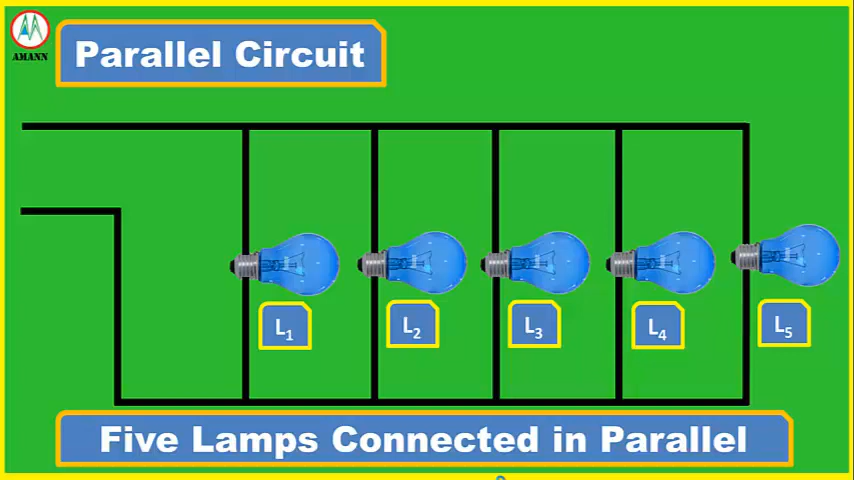 AMANN
Parallel Circuit
L1
L2
L3
L4
L5
Five Lamps Connected in Parallel